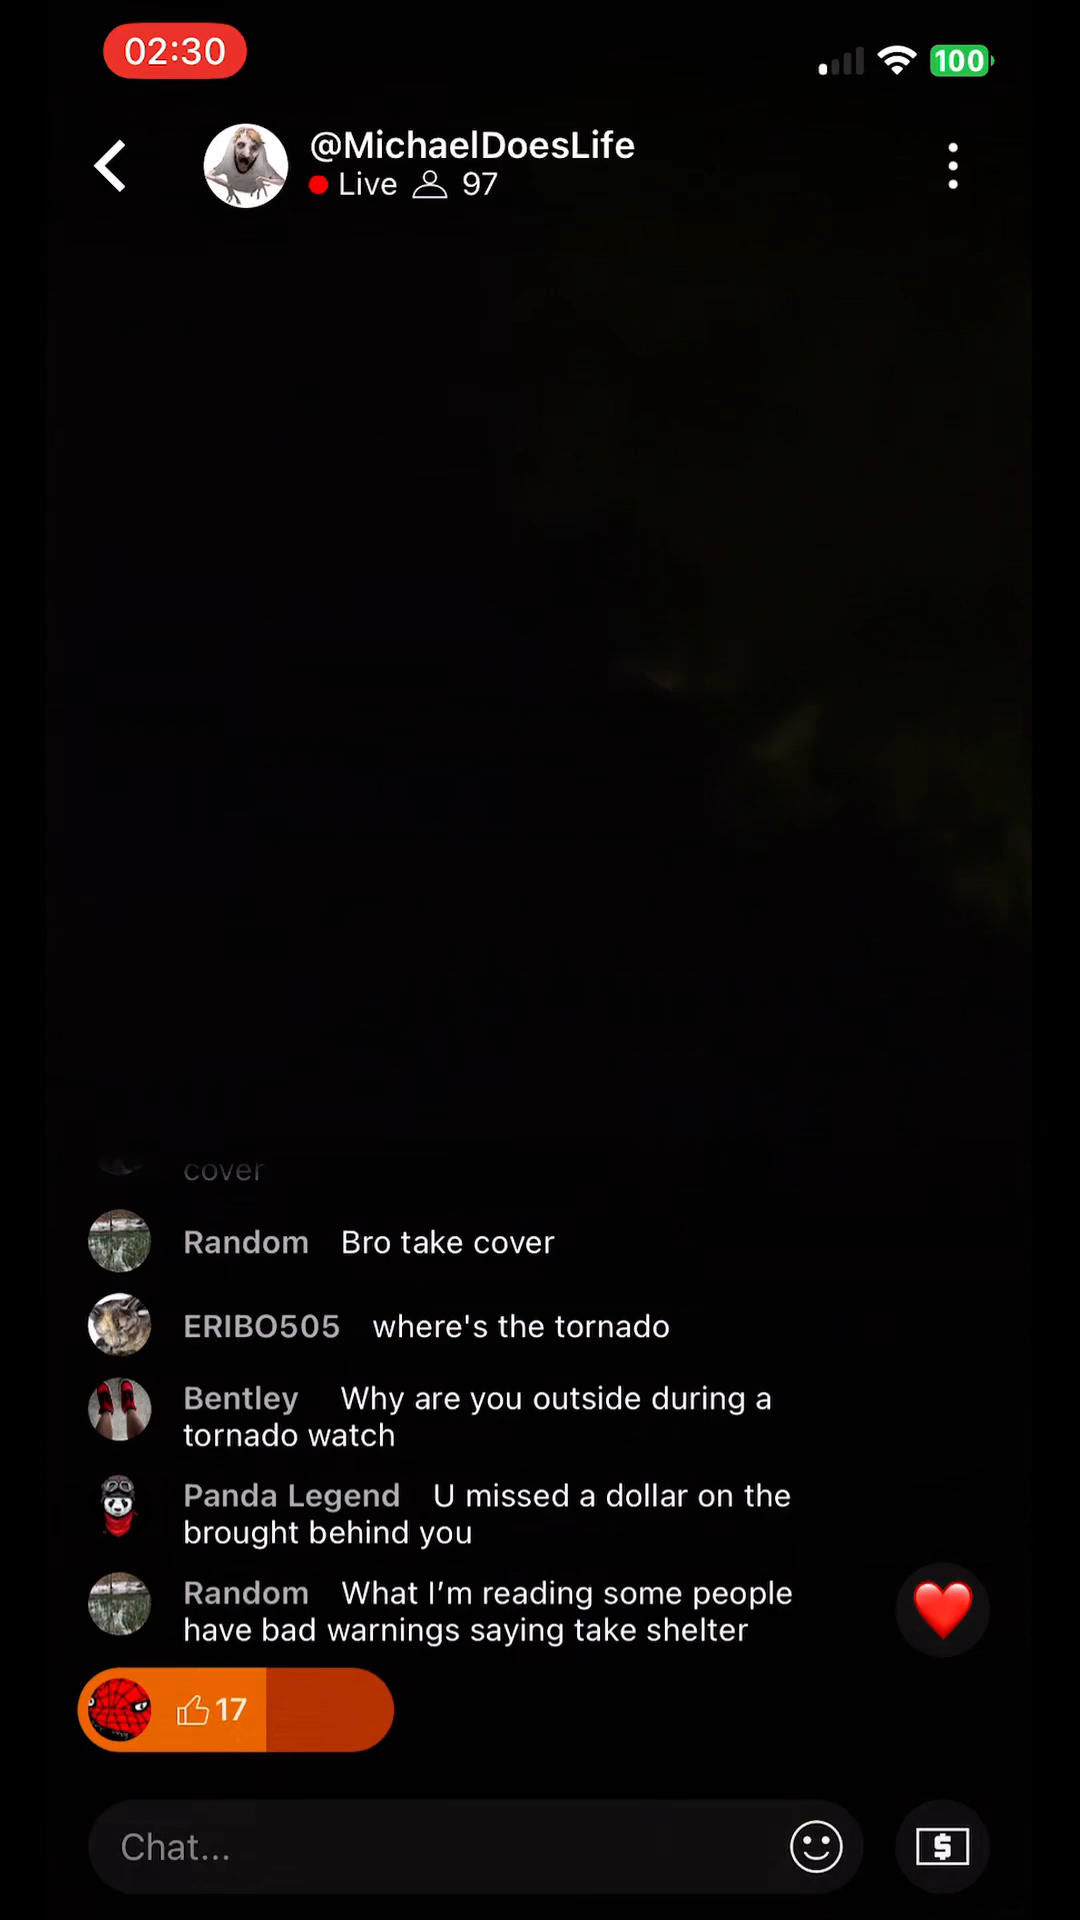 02:30
100
@MichaelDoesLife
Live 97
cover
Random Bro take cover
ERIBO505 where's the tornado
Bentley Why are you outside during a
tornado watch
Panda Legend U missed a dollar on the
brought behind you
Random What I’m reading some people
have bad warnings saying take shelter
17
Chat...
$